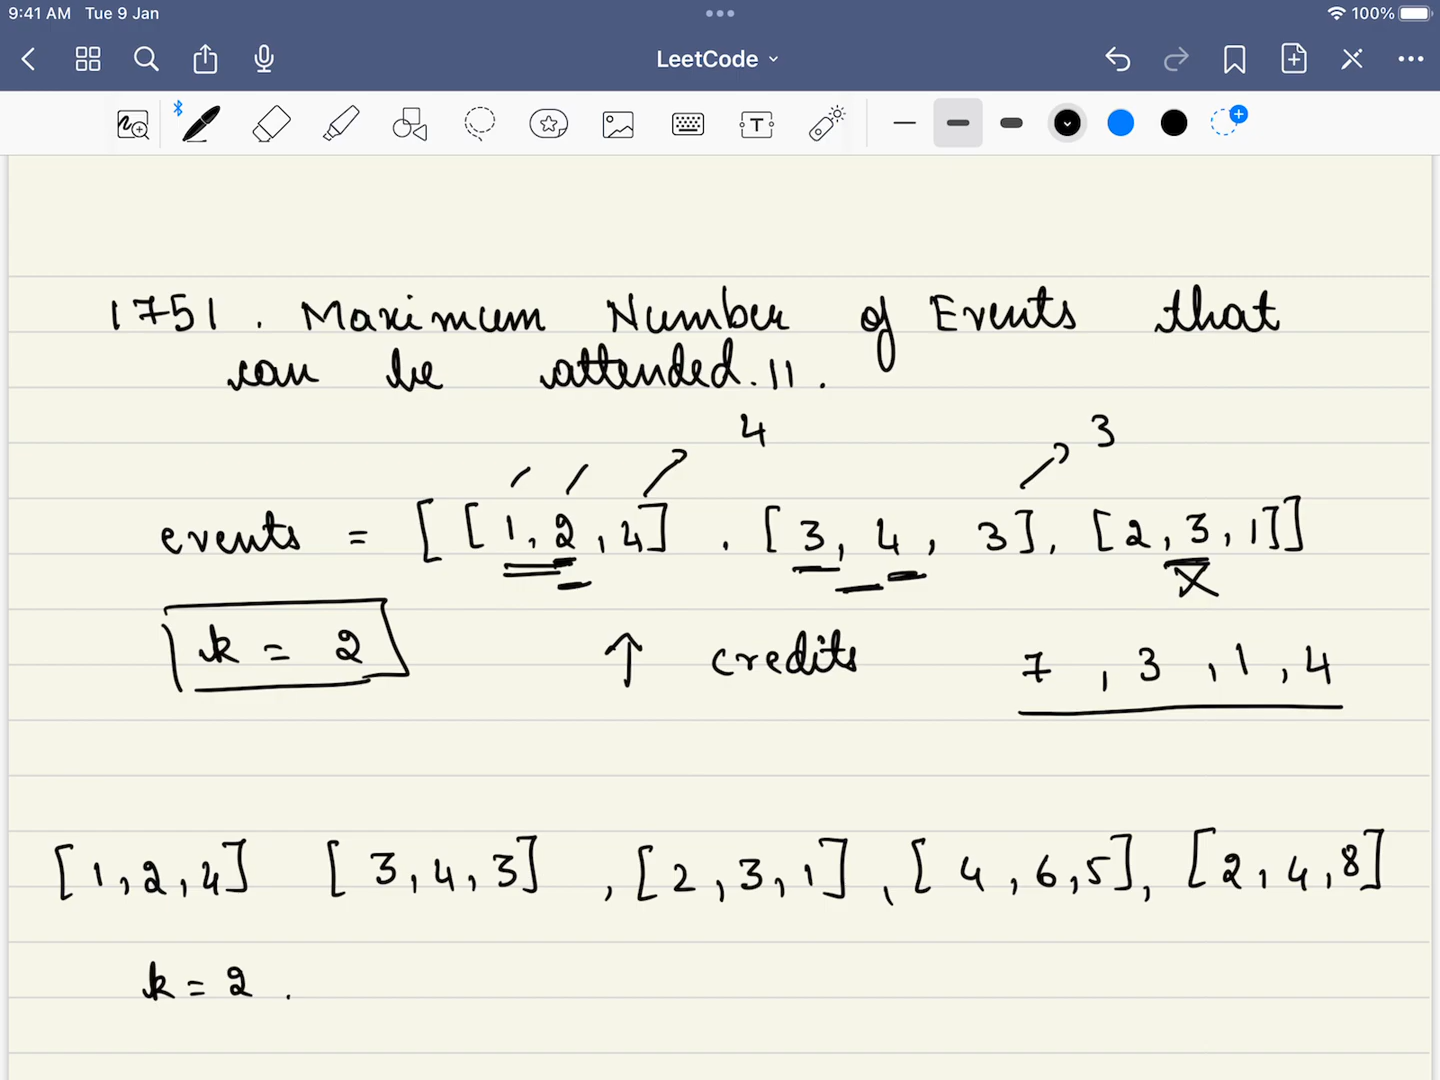 9:41 AM Tue 9 Jan 100%
LeetCode
T
1751. Maximum Number of Events that
can be attended. II.
4 3
events = [ [1, 2, 4] . [3, 4, 3], [2, 3, 1]]
k = 2 ↑ credits 7, 3, 1, 4
[1, 2, 4] [3, 4, 3] , [2, 3, 1], [4, 6, 5], [2, 4, 8]
k = 2 .